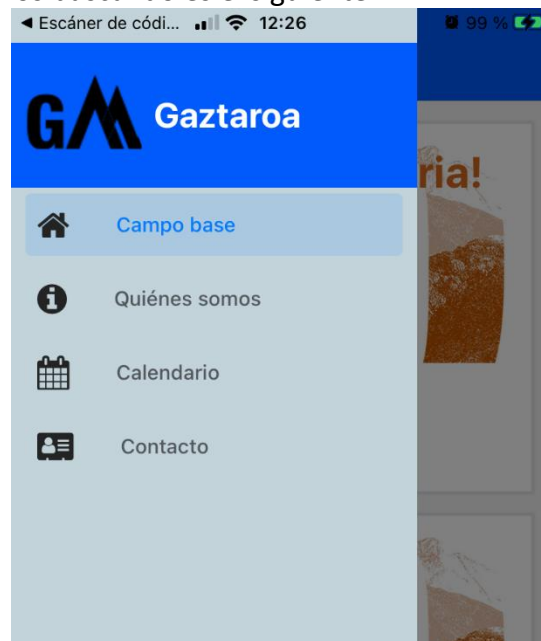 Escáner de códi... 12:26 99 %
GM Gaztaroa
ria!
Campo base
Quiénes somos
Calendario
Contacto